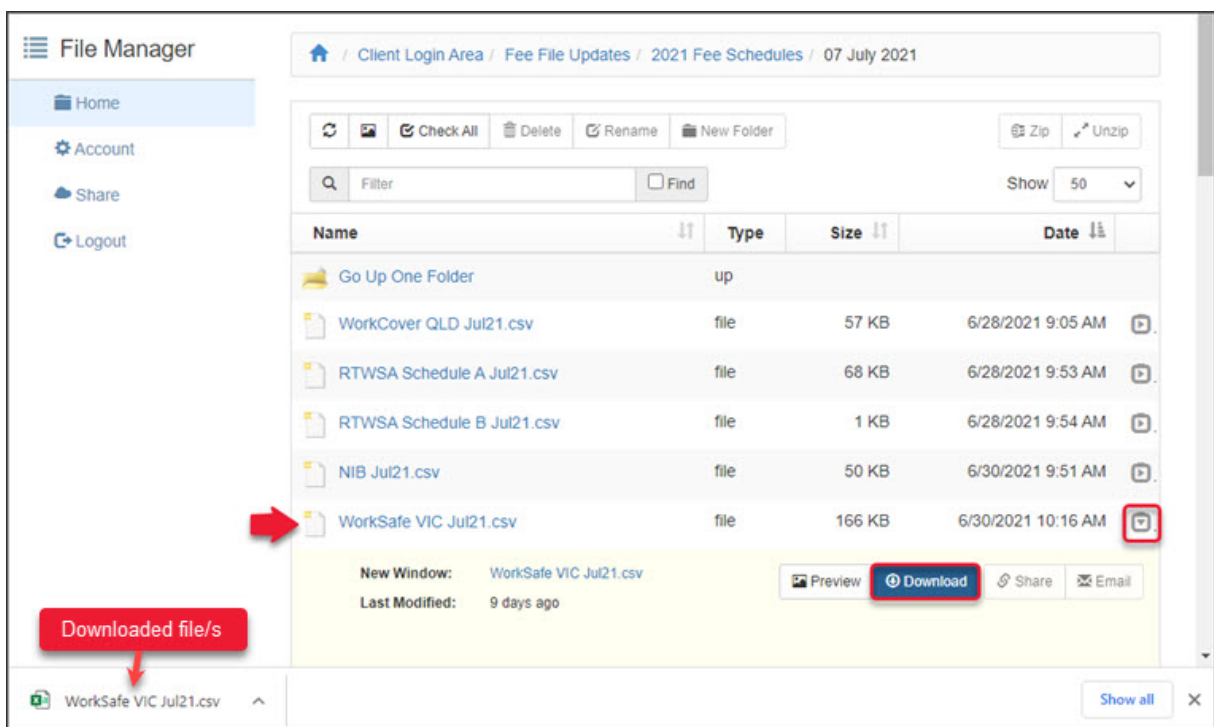 File Manager
Home
Account
Share
Logout
/ Client Login Area / Fee File Updates / 2021 Fee Schedules / 07 July 2021
Check All Delete Rename New Folder Zip Unzip
Filter Find Show 50
Name Type Size Date
Go Up One Folder up
WorkCover QLD Jul21.csv file 57 KB 6/28/2021 9:05 AM
RTWSA Schedule A Jul21.csv file 68 KB 6/28/2021 9:53 AM
RTWSA Schedule B Jul21.csv file 1 KB 6/28/2021 9:54 AM
NIB Jul21.csv file 50 KB 6/30/2021 9:51 AM
WorkSafe VIC Jul21.csv file 166 KB 6/30/2021 10:16 AM
New Window: WorkSafe VIC Jul21.csv Preview Download Share Email
Last Modified: 9 days ago
Downloaded file/s
WorkSafe VIC Jul21.csv Show all